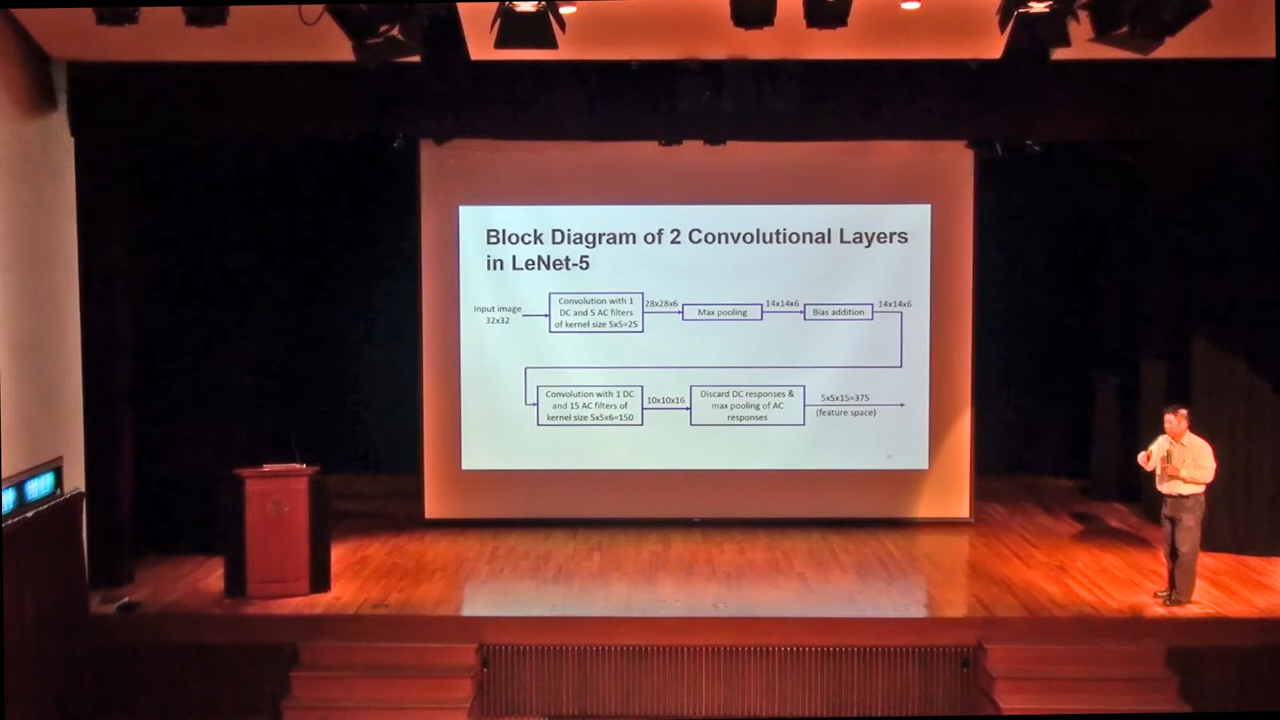 Block Diagram of 2 Convolutional Layers
in LeNet-5
Input image
32x32
Convolution with 1
DC and 5 AC filters
of kernel size 5x5=25
28x28x6
Max pooling
14x14x6
Bias addition
14x14x6
Convolution with 1 DC
and 15 AC filters of
kernel size 5x5x6=150
10x10x16
Discard DC responses &
max pooling of AC
responses
5x5x15=375
(feature space)